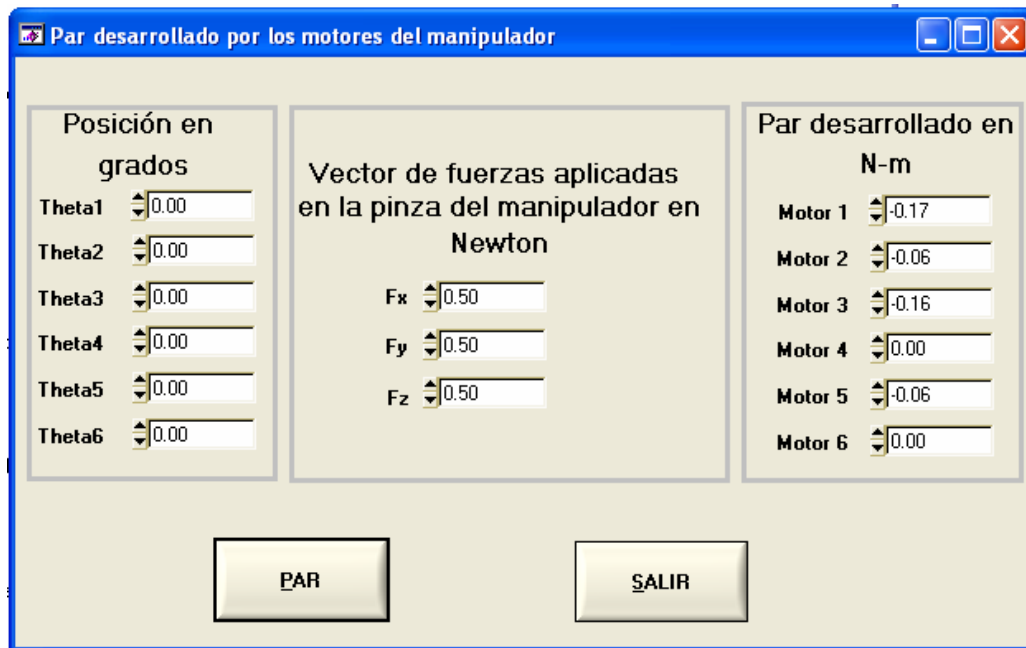 Par desarrollado por los motores del manipulador
Posición en
grados
Theta1 0.00
Theta2 0.00
Theta3 0.00
Theta4 0.00
Theta5 0.00
Theta6 0.00
Vector de fuerzas aplicadas
en la pinza del manipulador en
Newton
Fx 0.50
Fy 0.50
Fz 0.50
Par desarrollado en
N-m
Motor 1 -0.17
Motor 2 -0.06
Motor 3 -0.16
Motor 4 0.00
Motor 5 -0.06
Motor 6 0.00
PAR
SALIR